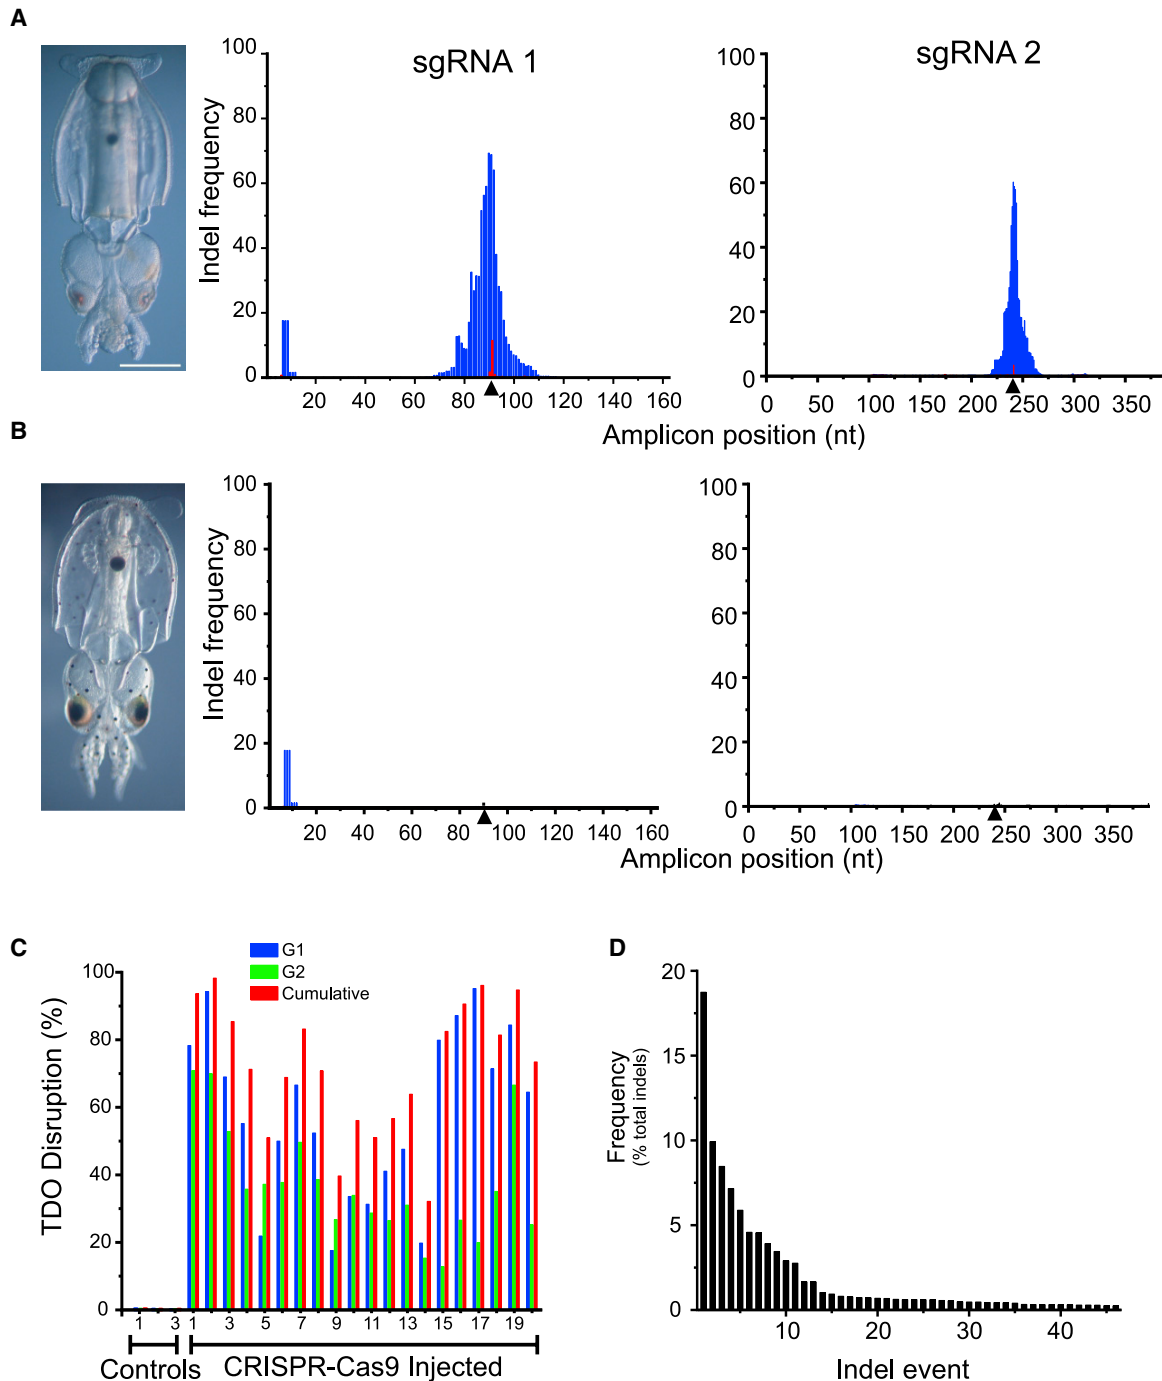 A
sgRNA 1
sgRNA 2
Indel frequency
100
80
60
40
20
0
20 40 60 80 100 120 140 160
100
80
60
40
20
0
0 50 100 150 200 250 300 350
Amplicon position (nt)
B
Indel frequency
100
80
60
40
20
0
20 40 60 80 100 120 140 160
100
80
60
40
20
0
0 50 100 150 200 250 300 350
Amplicon position (nt)
C
G1
G2
Cumulative
TDO Disruption (%)
100
80
60
40
20
0
1 3 1 3 5 7 9 11 13 15 17 19
Controls CRISPR-Cas9 Injected
D
Frequency
(% total indels)
20
15
10
5
0
10 20 30 40
Indel event